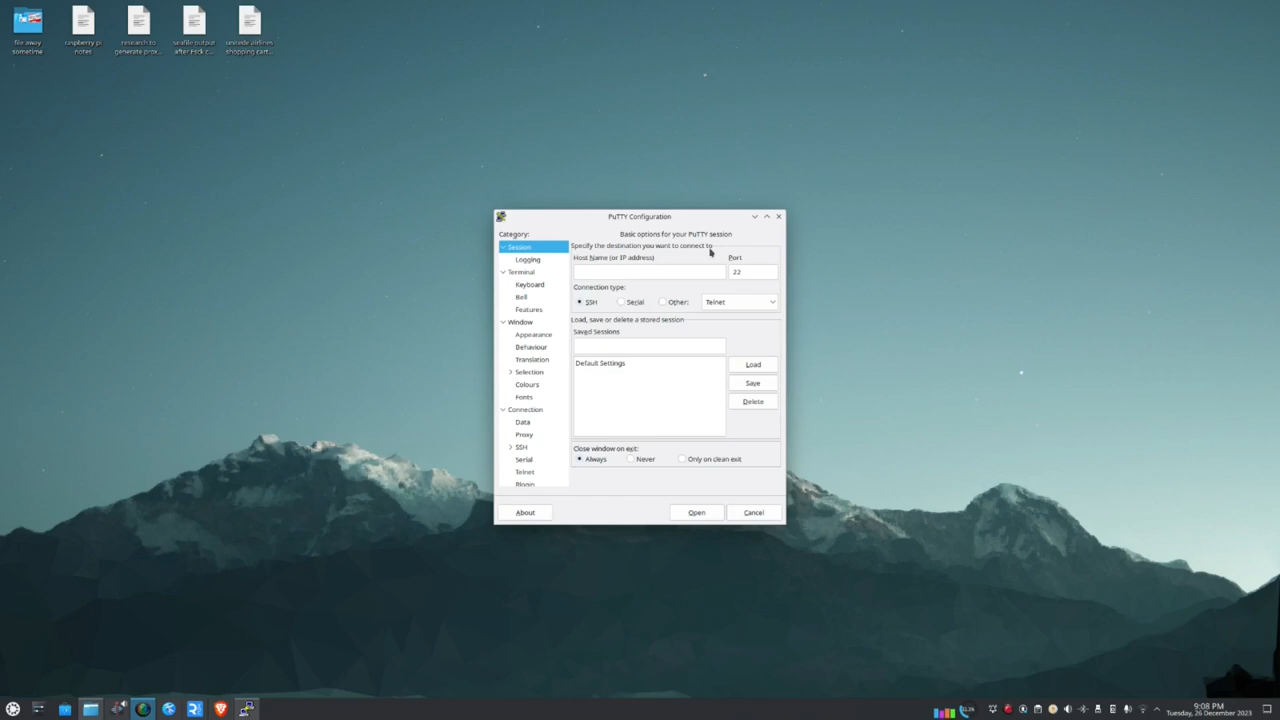 file away
sometime
raspberry pi
notes
research to
generate prox...
seafile output
after Fsck c...
unitede airlines
shopping cart...
PuTTY Configuration
Category:
Session
Logging
Terminal
Keyboard
Bell
Features
Window
Appearance
Behaviour
Translation
Selection
Colours
Fonts
Connection
Data
Proxy
SSH
Serial
Telnet
Rlogin
Basic options for your PuTTY session
Specify the destination you want to connect to
Host Name (or IP address)
Port
22
Connection type:
SSH
Serial
Other:
Telnet
Load, save or delete a stored session
Saved Sessions
Default Settings
Load
Save
Delete
Close window on exit:
Always
Never
Only on clean exit
About
Open
Cancel
9:08 PM
Tuesday, 26 December 2023